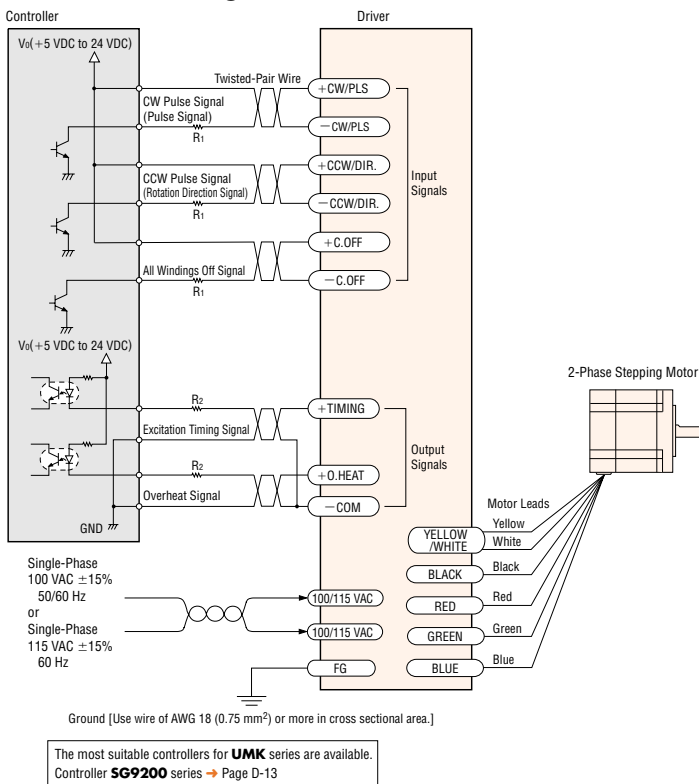 Controller
Driver
V₀(+5 VDC to 24 VDC)
Twisted-Pair Wire
+CW/PLS
CW Pulse Signal
(Pulse Signal)
R₁
−CW/PLS
+CCW/DIR.
CCW Pulse Signal
(Rotation Direction Signal)
R₁
−CCW/DIR.
Input
Signals
+C.OFF
All Windings Off Signal
R₁
−C.OFF
V₀(+5 VDC to 24 VDC)
2-Phase Stepping Motor
R₂
+TIMING
Excitation Timing Signal
Output
Signals
R₂
+O.HEAT
Overheat Signal
−COM
GND
Motor Leads
YELLOW
/WHITE
Yellow
White
BLACK
Black
RED
Red
GREEN
Green
BLUE
Blue
Single-Phase
100 VAC ±15%
50/60 Hz
or
Single-Phase
115 VAC ±15%
60 Hz
100/115 VAC
100/115 VAC
FG
Ground [Use wire of AWG 18 (0.75 mm²) or more in cross sectional area.]
The most suitable controllers for UMK series are available.
Controller SG9200 series → Page D-13